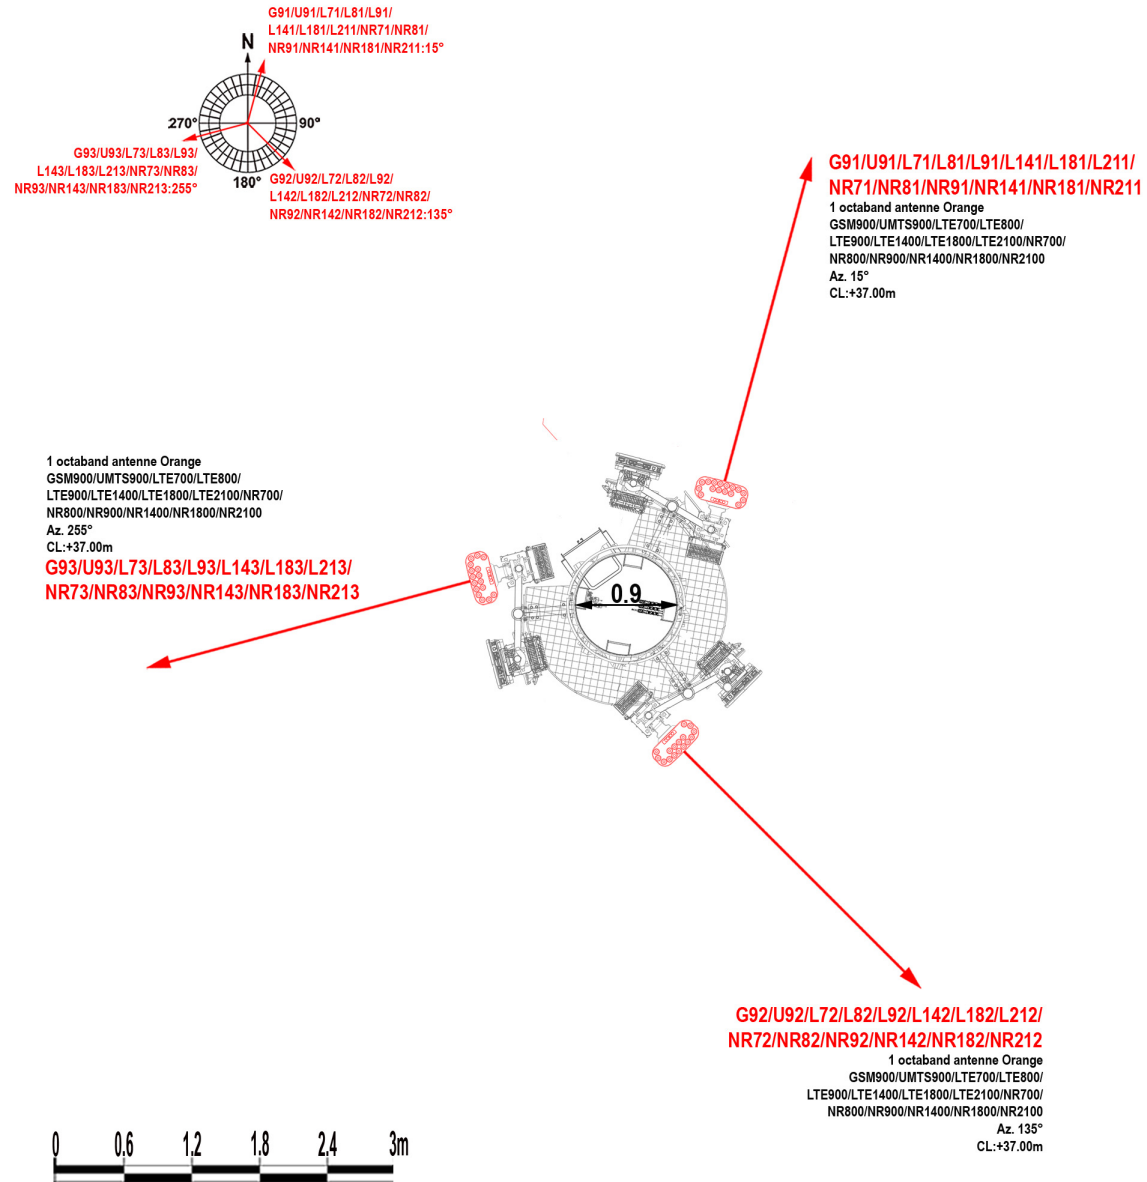 G91/U91/L71/L81/L91/
L141/L181/L211/NR71/NR81/
NR91/NR141/NR181/NR211:15°
N
270°
90°
180°
G93/U93/L73/L83/L93/
L143/L183/L213/NR73/NR83/
NR93/NR143/NR183/NR213:255°
G92/U92/L72/L82/L92/
L142/L182/L212/NR72/NR82/
NR92/NR142/NR182/NR212:135°
G91/U91/L71/L81/L91/L141/L181/L211/
NR71/NR81/NR91/NR141/NR181/NR211
1 octaband antenne Orange
GSM900/UMTS900/LTE700/LTE800/
LTE900/LTE1400/LTE1800/LTE2100/NR700/
NR800/NR900/NR1400/NR1800/NR2100
Az. 15°
CL:+37.00m
1 octaband antenne Orange
GSM900/UMTS900/LTE700/LTE800/
LTE900/LTE1400/LTE1800/LTE2100/NR700/
NR800/NR900/NR1400/NR1800/NR2100
Az. 255°
CL:+37.00m
G93/U93/L73/L83/L93/L143/L183/L213/
NR73/NR83/NR93/NR143/NR183/NR213
0.9
G92/U92/L72/L82/L92/L142/L182/L212/
NR72/NR82/NR92/NR142/NR182/NR212
1 octaband antenne Orange
GSM900/UMTS900/LTE700/LTE800/
LTE900/LTE1400/LTE1800/LTE2100/NR700/
NR800/NR900/NR1400/NR1800/NR2100
Az. 135°
CL:+37.00m
0 0.6 1.2 1.8 2.4 3m